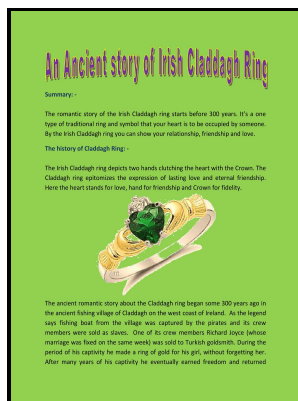 An Ancient story of Irish Claddagh Ring
Summary: -
The romantic story of the Irish Claddagh ring starts before 300 years. It's a one
type of traditional ring and symbol that your heart is to be occupied by someone.
By the Irish Claddagh ring you can show your relationship, friendship and love.
The history of Claddagh Ring: -
The Irish Claddagh ring depicts two hands clutching the heart with the Crown. The
Claddagh ring epitomizes the expression of lasting love and eternal friendship.
Here the heart stands for love, hand for friendship and Crown for fidelity.
The ancient romantic story about the Claddagh ring began some 300 years ago in
the ancient fishing village of Claddagh on the west coast of Ireland. As the legend
says fishing boat from the village was captured by the pirates and its crew
members were sold as slaves. One of its crew members Richard Joyce (whose
marriage was fixed on the same week) was sold to Turkish goldsmith. During the
period of his captivity he made a ring of gold for his girl, without forgetting her.
After many years of his captivity he eventually earned freedom and returned